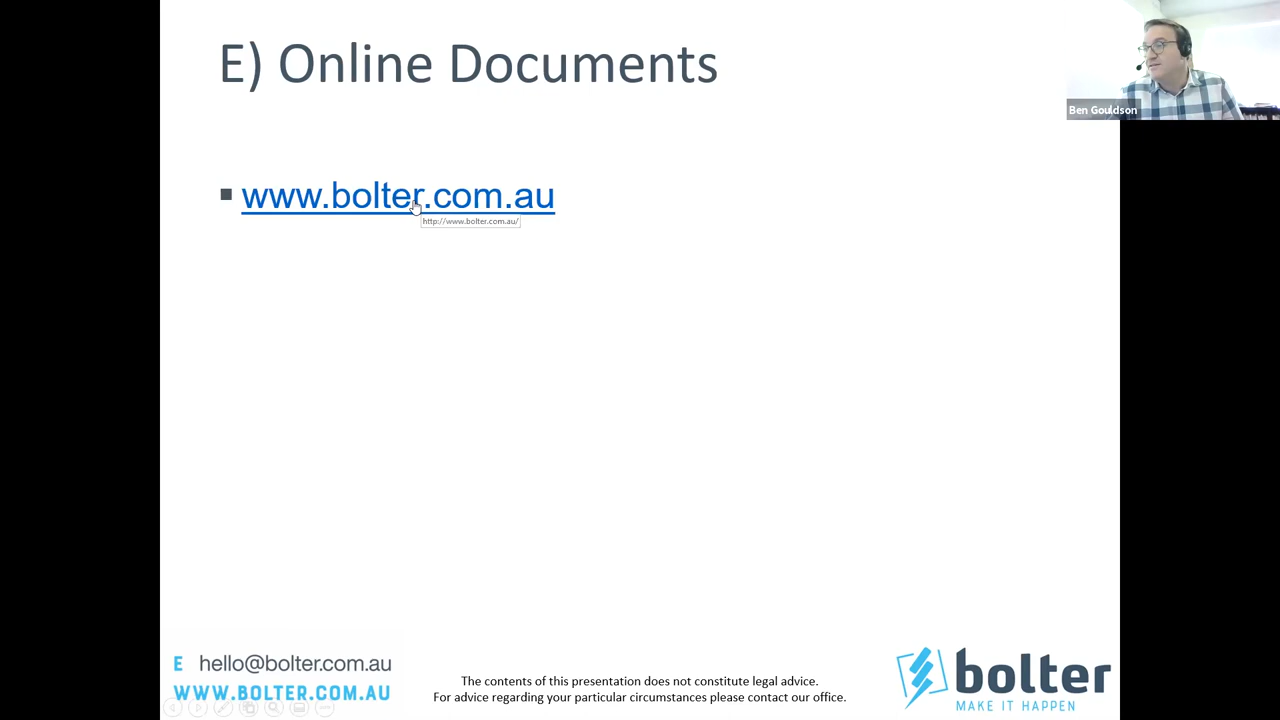 E) Online Documents
Ben Gouldson
www.bolter.com.au
http://www.bolter.com.au/
E hello@bolter.com.au
WWW.BOLTER.COM.AU
The contents of this presentation does not constitute legal advice.
For advice regarding your particular circumstances please contact our office.
bolter
MAKE IT HAPPEN